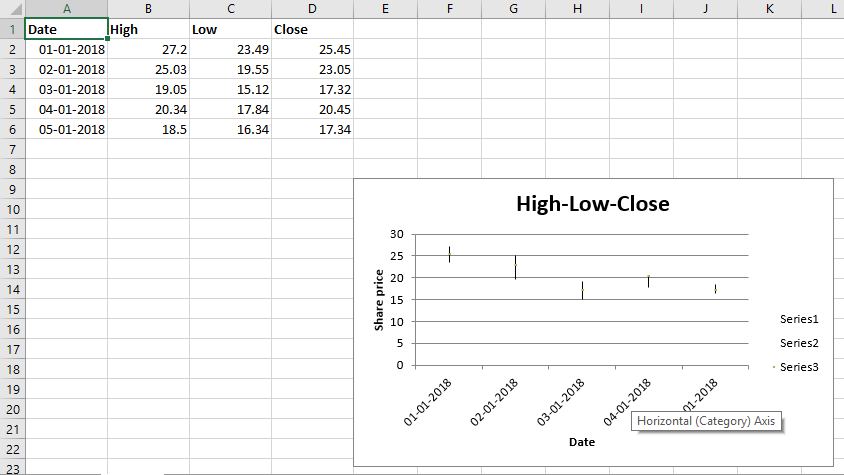 A B C D E F G H I J K L
1 Date High Low Close
2 01-01-2018 27.2 23.49 25.45
3 02-01-2018 25.03 19.55 23.05
4 03-01-2018 19.05 15.12 17.32
5 04-01-2018 20.34 17.84 20.45
6 05-01-2018 18.5 16.34 17.34
7
8
9
10
11
12
13
14
15
16
17
18
19
20
21
22
23
High-Low-Close
30
25
20
15
10
5
0
Share price
01-01-2018 02-01-2018 03-01-2018 04-01-2018 01-2018
Date
Series1
Series2
Series3
Horizontal (Category) Axis